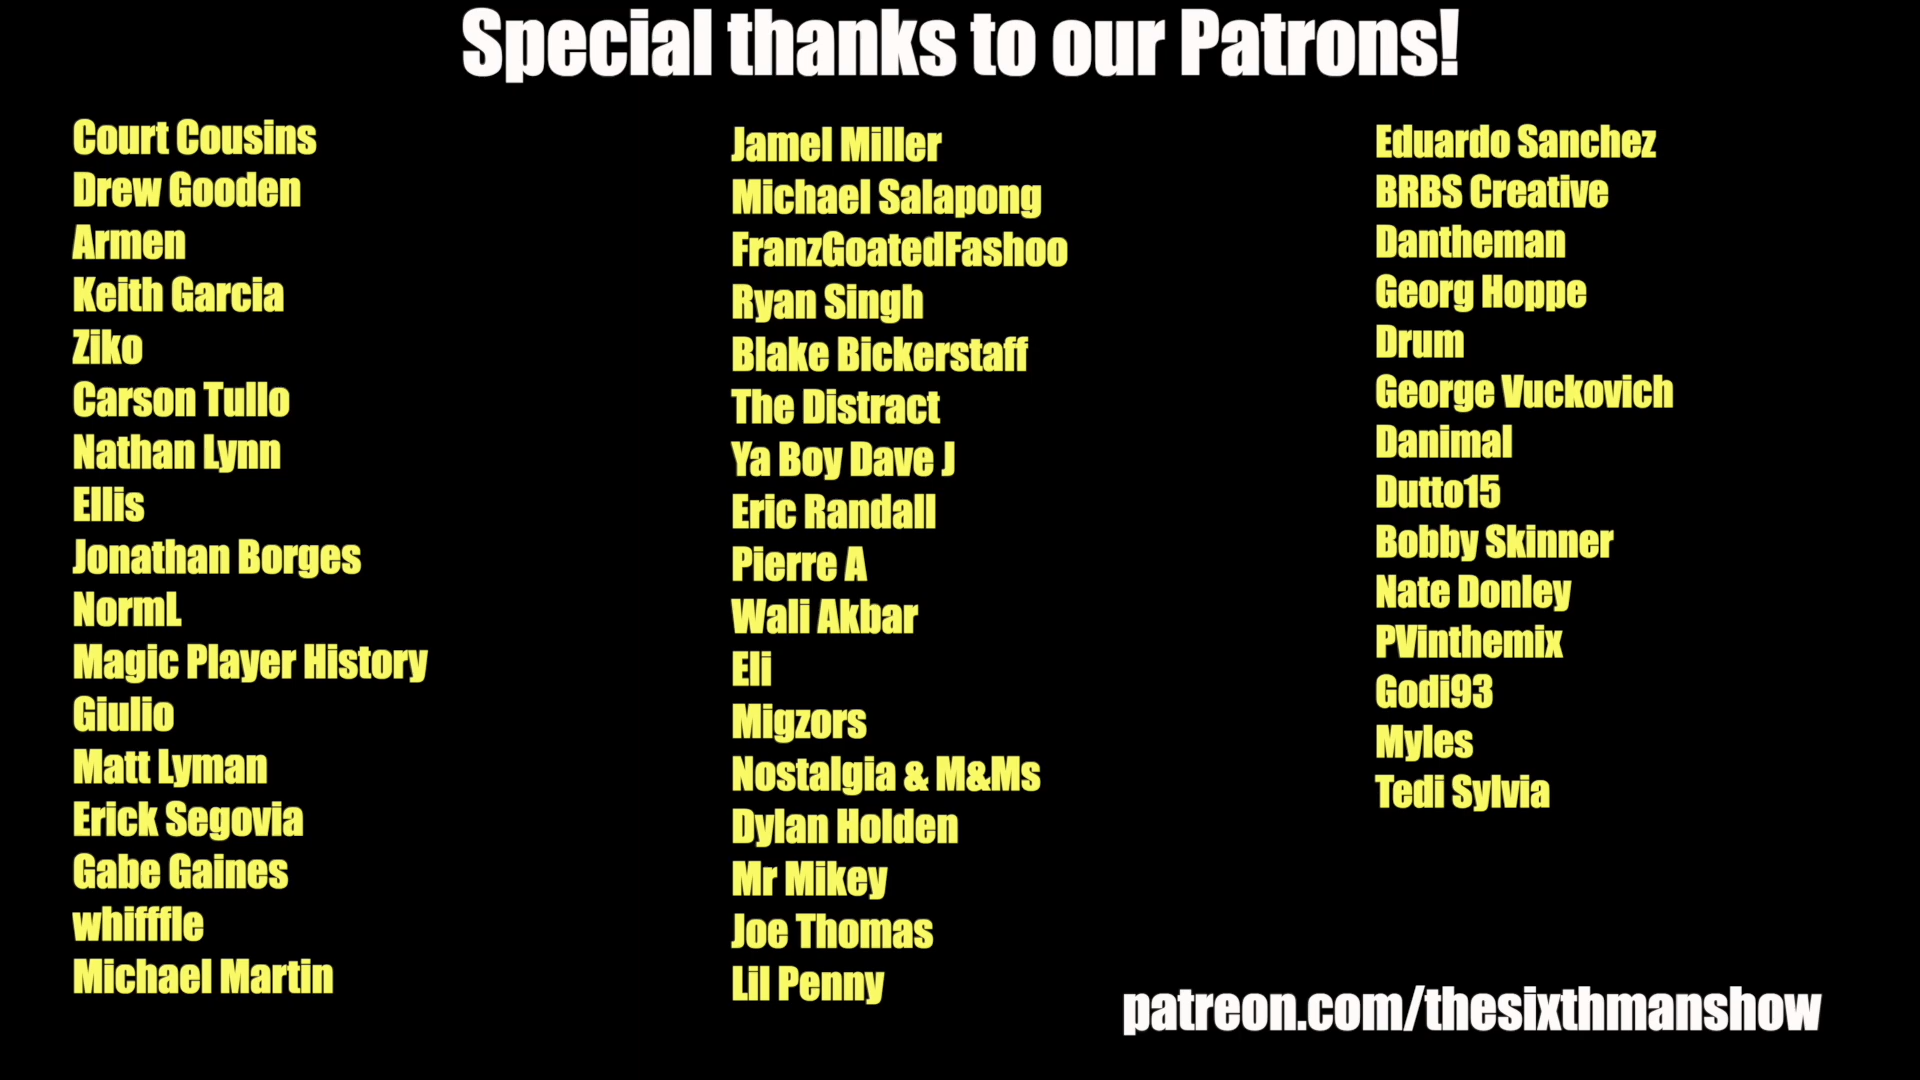 Special thanks to our Patrons!
Court Cousins
Drew Gooden
Armen
Keith Garcia
Ziko
Carson Tullo
Nathan Lynn
Ellis
Jonathan Borges
NormL
Magic Player History
Giulio
Matt Lyman
Erick Segovia
Gabe Gaines
whifffle
Michael Martin
Jamel Miller
Michael Salapong
FranzGoatedFashoo
Ryan Singh
Blake Bickerstaff
The Distract
Ya Boy Dave J
Eric Randall
Pierre A
Wali Akbar
Eli
Migzors
Nostalgia & M&Ms
Dylan Holden
Mr Mikey
Joe Thomas
Lil Penny
Eduardo Sanchez
BRBS Creative
Dantheman
Georg Hoppe
Drum
George Vuckovich
Danimal
Dutto15
Bobby Skinner
Nate Donley
PVinthemix
Godi93
Myles
Tedi Sylvia
patreon.com/thesixthmanshow